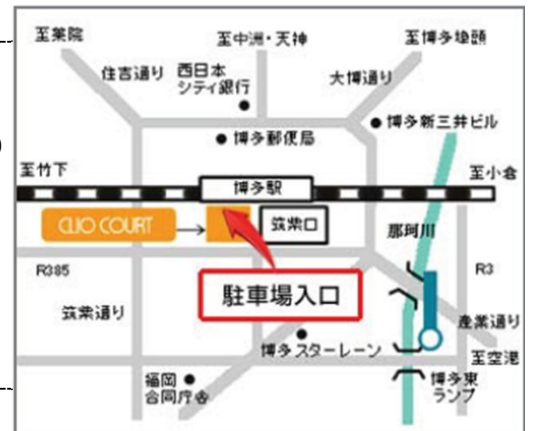 至薬院
至中洲・天神
至博多埠頭
住吉通り
西日本
シティ銀行
大博通り
博多郵便局
博多新三井ビル
至竹下
博多駅
至小倉
CLIO COURT
筑紫口
那珂川
R385
駐車場入口
R3
筑紫通り
産業通り
博多スターレーン
至空港
福岡
合同庁舎
博多東
ランプ